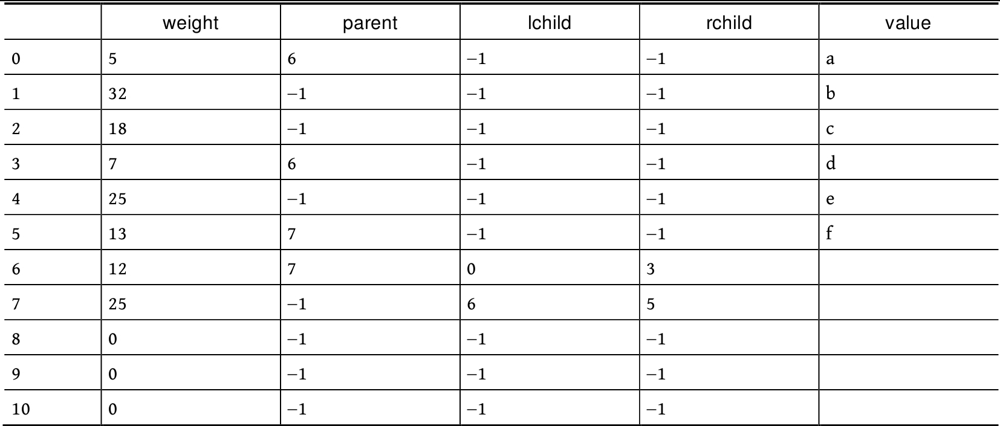 weight parent lchild rchild value
0 5 6 –1 –1 a
1 32 –1 –1 –1 b
2 18 –1 –1 –1 c
3 7 6 –1 –1 d
4 25 –1 –1 –1 e
5 13 7 –1 –1 f
6 12 7 0 3
7 25 –1 6 5
8 0 –1 –1 –1
9 0 –1 –1 –1
10 0 –1 –1 –1